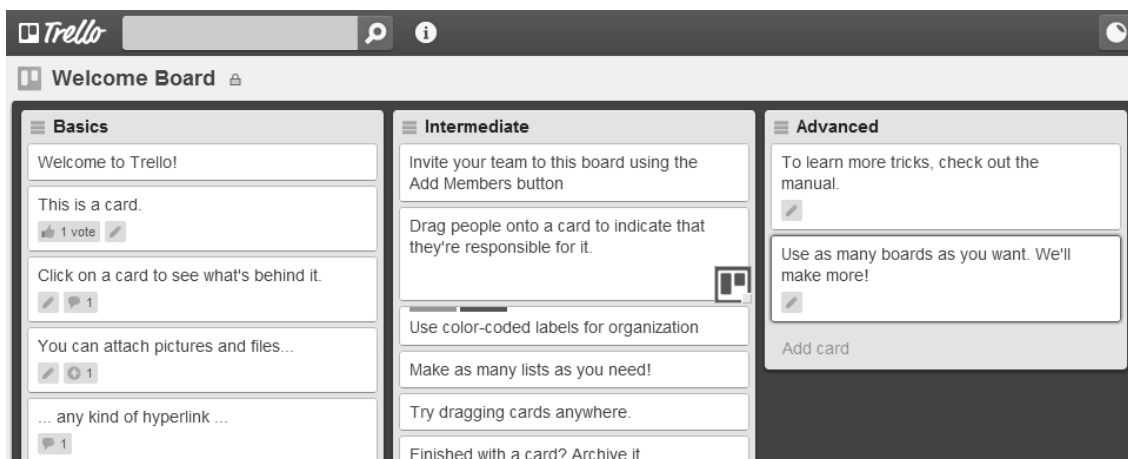 Trello
Welcome Board
Basics
Welcome to Trello!
This is a card.
1 vote
Click on a card to see what's behind it.
1
You can attach pictures and files...
1
... any kind of hyperlink ...
1
Intermediate
Invite your team to this board using the
Add Members button
Drag people onto a card to indicate that
they're responsible for it.
Use color-coded labels for organization
Make as many lists as you need!
Try dragging cards anywhere.
Finished with a card? Archive it
Advanced
To learn more tricks, check out the
manual.
Use as many boards as you want. We'll
make more!
Add card